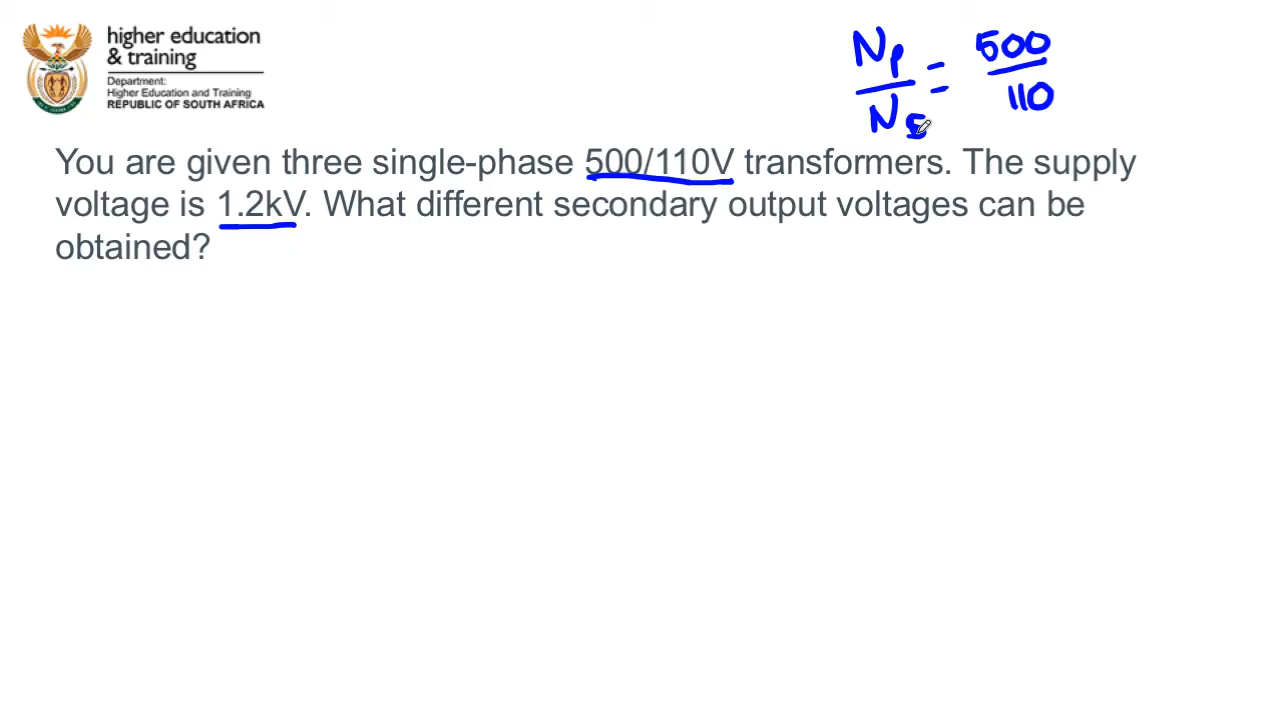 higher education
& training
Department:
Higher Education and Training
REPUBLIC OF SOUTH AFRICA
Np/Ns = 500/110
You are given three single-phase 500/110V transformers. The supply
voltage is 1.2kV. What different secondary output voltages can be
obtained?